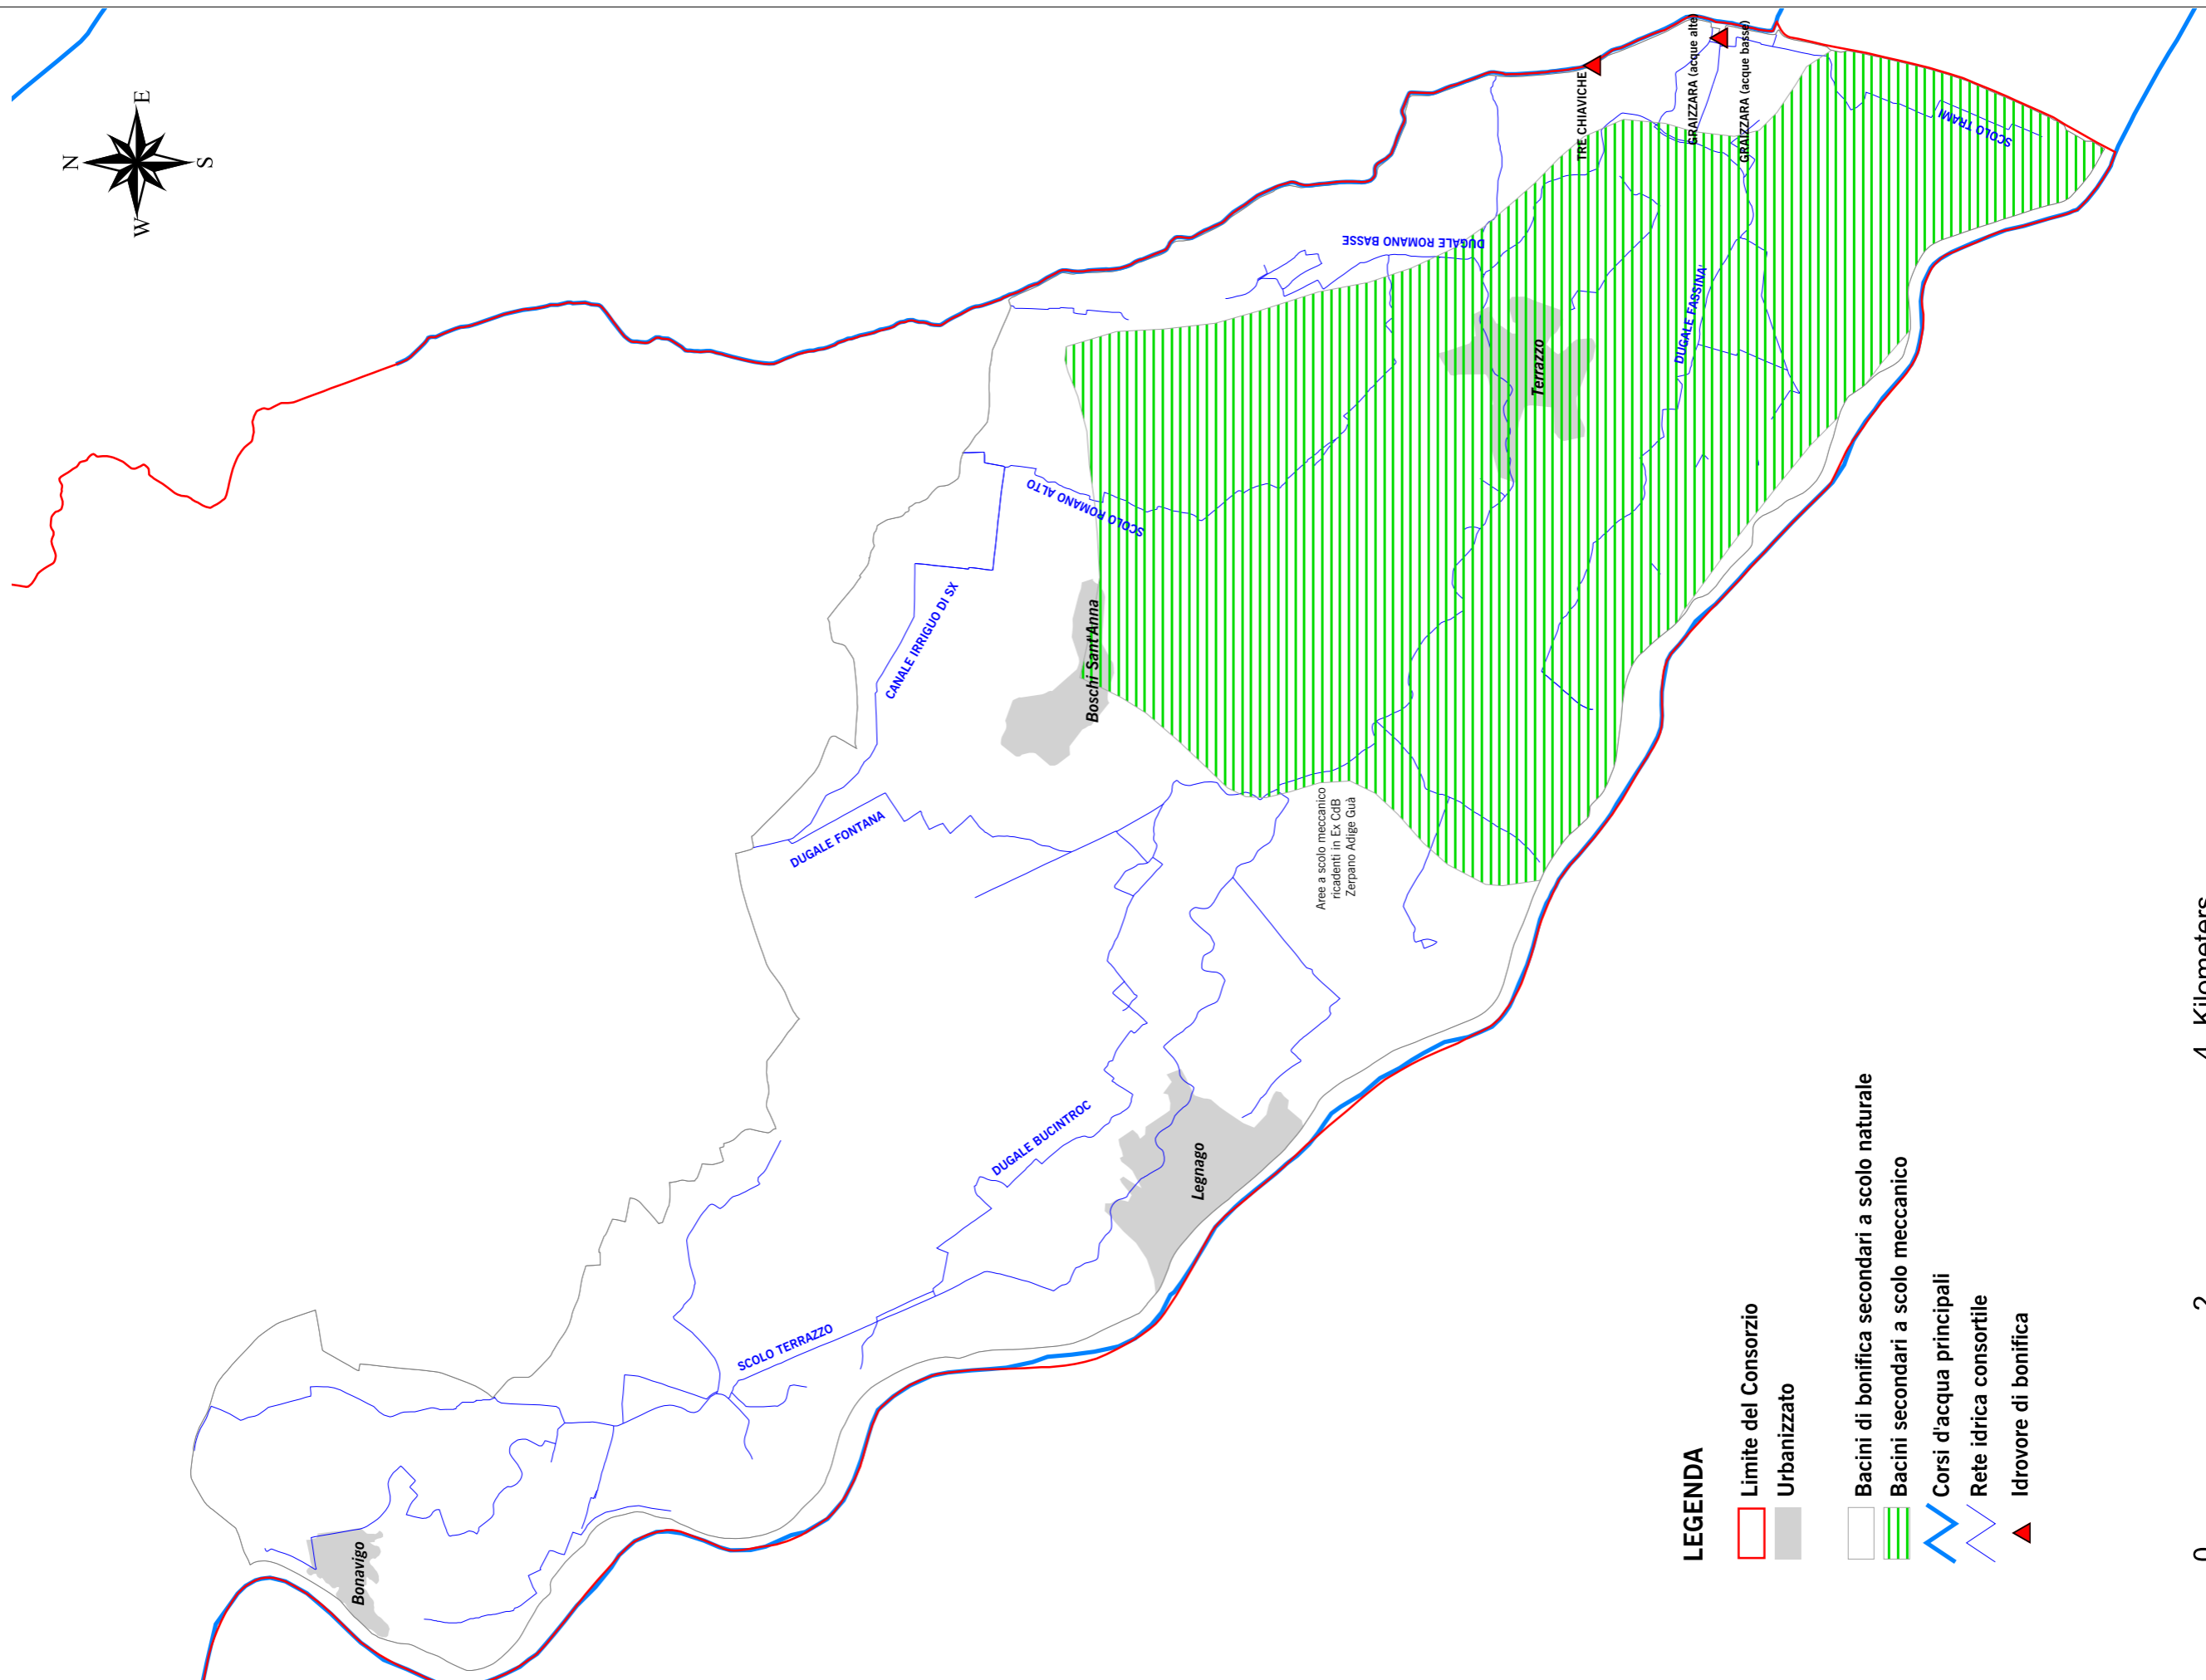 N
E
S
W
TRE CHIAVICHE
GRAIZZARA (acque alte)
GRAIZZARA (acque basse)
SCOLO TRAMI
DUGALE ROMANO BASSE
DUGALE FASSINA'
Terrazzo
SCOLO ROMANO ALTO
CANALE IRRIGUO DI SX
Boschi Sant'Anna
DUGALE FONTANA
Aree a scolo meccanico
ricadenti in Ex CdB
Zerpano Adige Guà
DUGALE BUCINTROC
Legnago
SCOLO TERRAZZO
Bonavigo
LEGENDA
Limite del Consorzio
Urbanizzato
Bacini di bonifica secondari a scolo naturale
Bacini secondari a scolo meccanico
Corsi d'acqua principali
Rete idrica consortile
Idrovore di bonifica
0 2 4 Kilometers